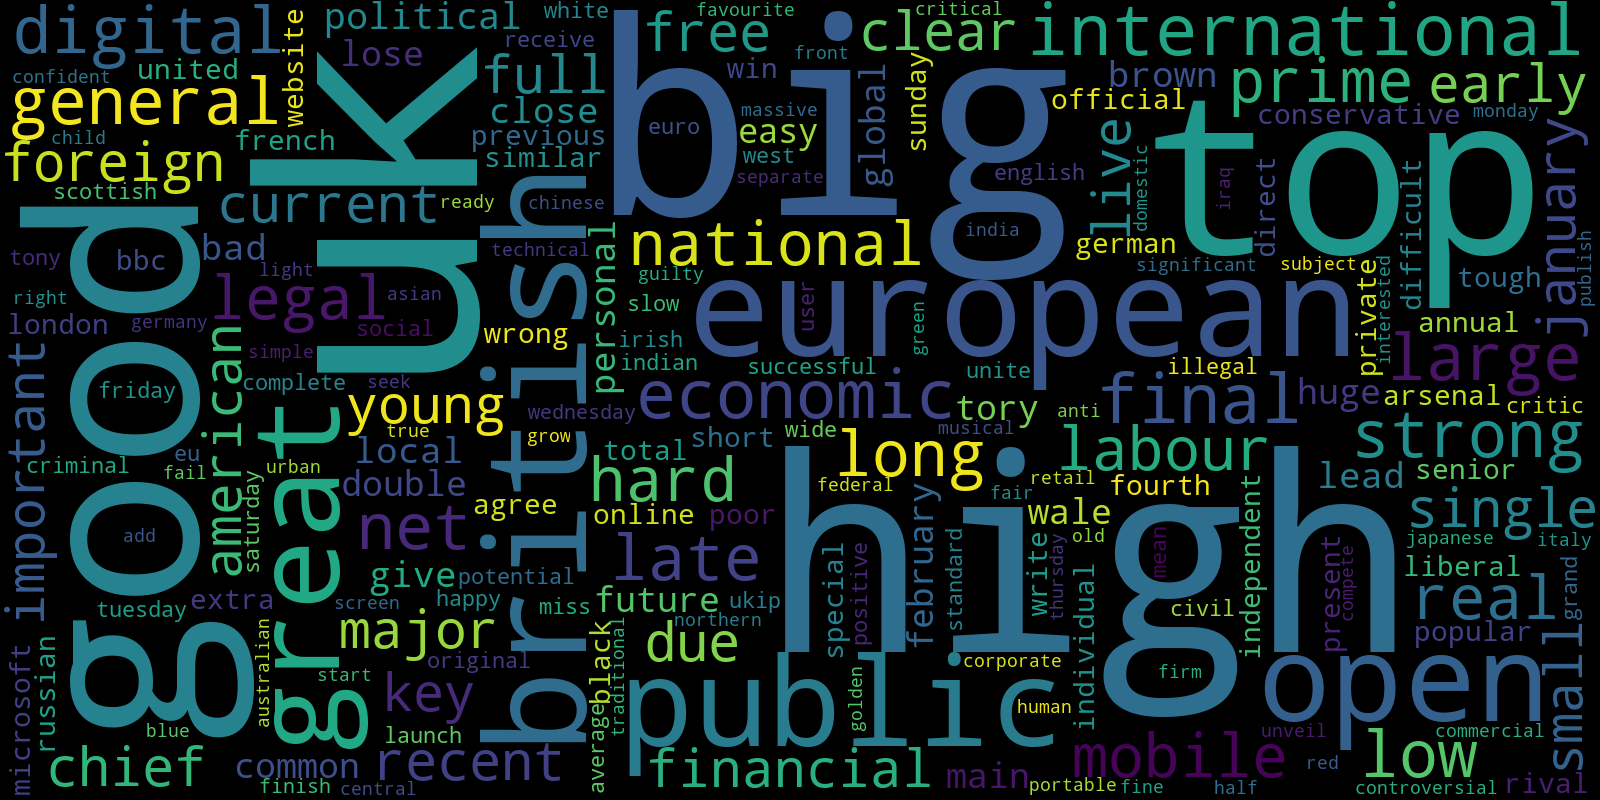 digital
website
political
white
receive
lose
favourite
critical
free
front
clear
international
confident
united
general
uk
full
big
win
massive
global
sunday
official
brown
prime
early
top
conservative
monday
child
french
close
previous
euro
easy
foreign
similar
west
separate
english
live
domestic
iraq
direct
difficult
january
scottish
current
ready
chinese
british
good
bad
tony
bbc
technical
personal
national
india
german
significant
subject
tough
publish
light
guilty
right
legal
asian
slow
user
european
green
private
interested
london
germany
social
wrong
irish
annual
simple
indian
successful
unite
illegal
large
important
american
friday
complete
seek
economic
final
huge
arsenal
critic
young
wednesday
tory
anti
great
true
grow
wide
musical
strong
local
total
short
long
labour
criminal
eu
fail
urban
saturday
double
hard
federal
high
fair
retail
fourth
lead
senior
agree
online
poor
february
wale
independent
single
add
net
late
old
japanese
italy
special
positive
standard
write
thursday
mean
present
compete
liberal
give
potential
individual
tuesday
extra
screen
happy
miss
future
ukip
civil
real
grand
major
northern
due
popular
microsoft
russian
australian
original
black
traditional
corporate
firm
open
small
start
key
average
public
golden
human
blue
launch
unveil
commercial
chief
common
recent
financial
main
mobile
red
low
finish
central
portable
fine
half
controversial
rival